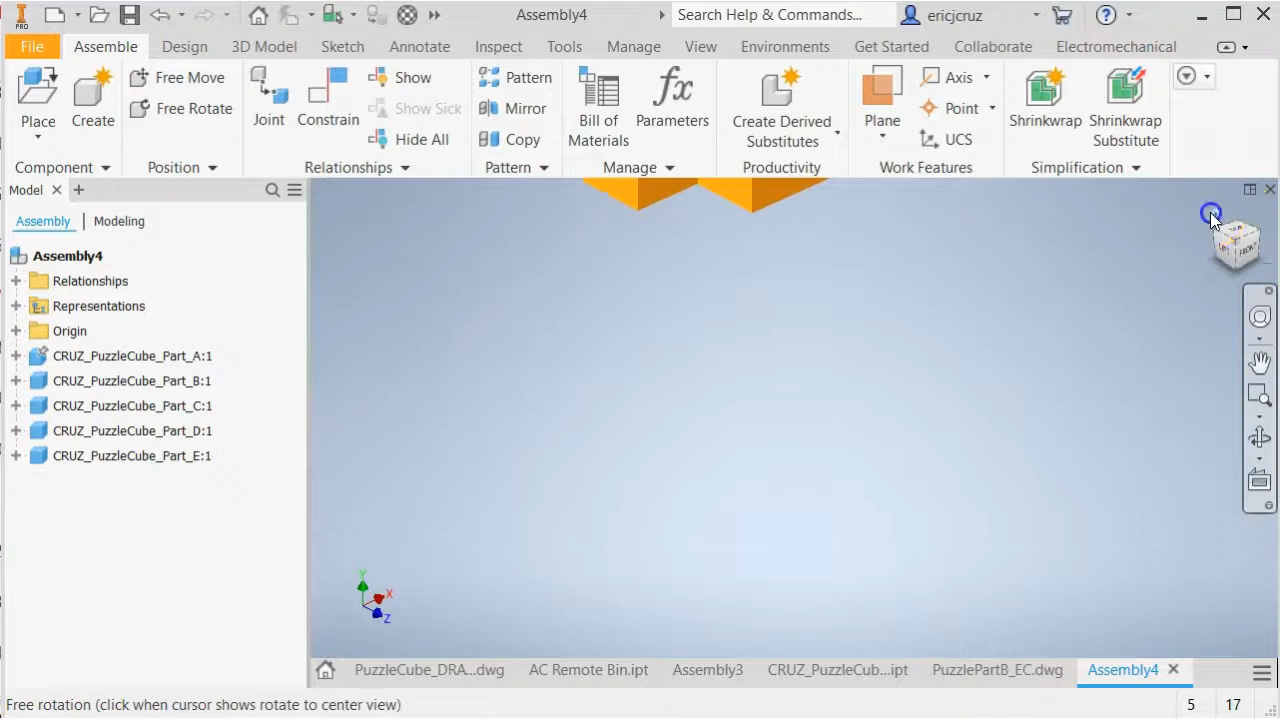 PRO
Assembly4
Search Help & Commands...
ericjcruz
File
Assemble
Design
3D Model
Sketch
Annotate
Inspect
Tools
Manage
View
Environments
Get Started
Collaborate
Electromechanical
Place
Create
Free Move
Free Rotate
Joint
Constrain
Show
Show Sick
Hide All
Pattern
Mirror
Copy
Bill of
Materials
fx
Parameters
Create Derived
Substitutes
Plane
Axis
Point
UCS
Shrinkwrap
Shrinkwrap
Substitute
Component
Position
Relationships
Pattern
Manage
Productivity
Work Features
Simplification
Model
Assembly
Modeling
Assembly4
Relationships
Representations
Origin
CRUZ_PuzzleCube_Part_A:1
CRUZ_PuzzleCube_Part_B:1
CRUZ_PuzzleCube_Part_C:1
CRUZ_PuzzleCube_Part_D:1
CRUZ_PuzzleCube_Part_E:1
FRONT
Y
X
Z
PuzzleCube_DRA...dwg
AC Remote Bin.ipt
Assembly3
CRUZ_PuzzleCub...ipt
PuzzlePartB_EC.dwg
Assembly4
Free rotation (click when cursor shows rotate to center view)
5
17